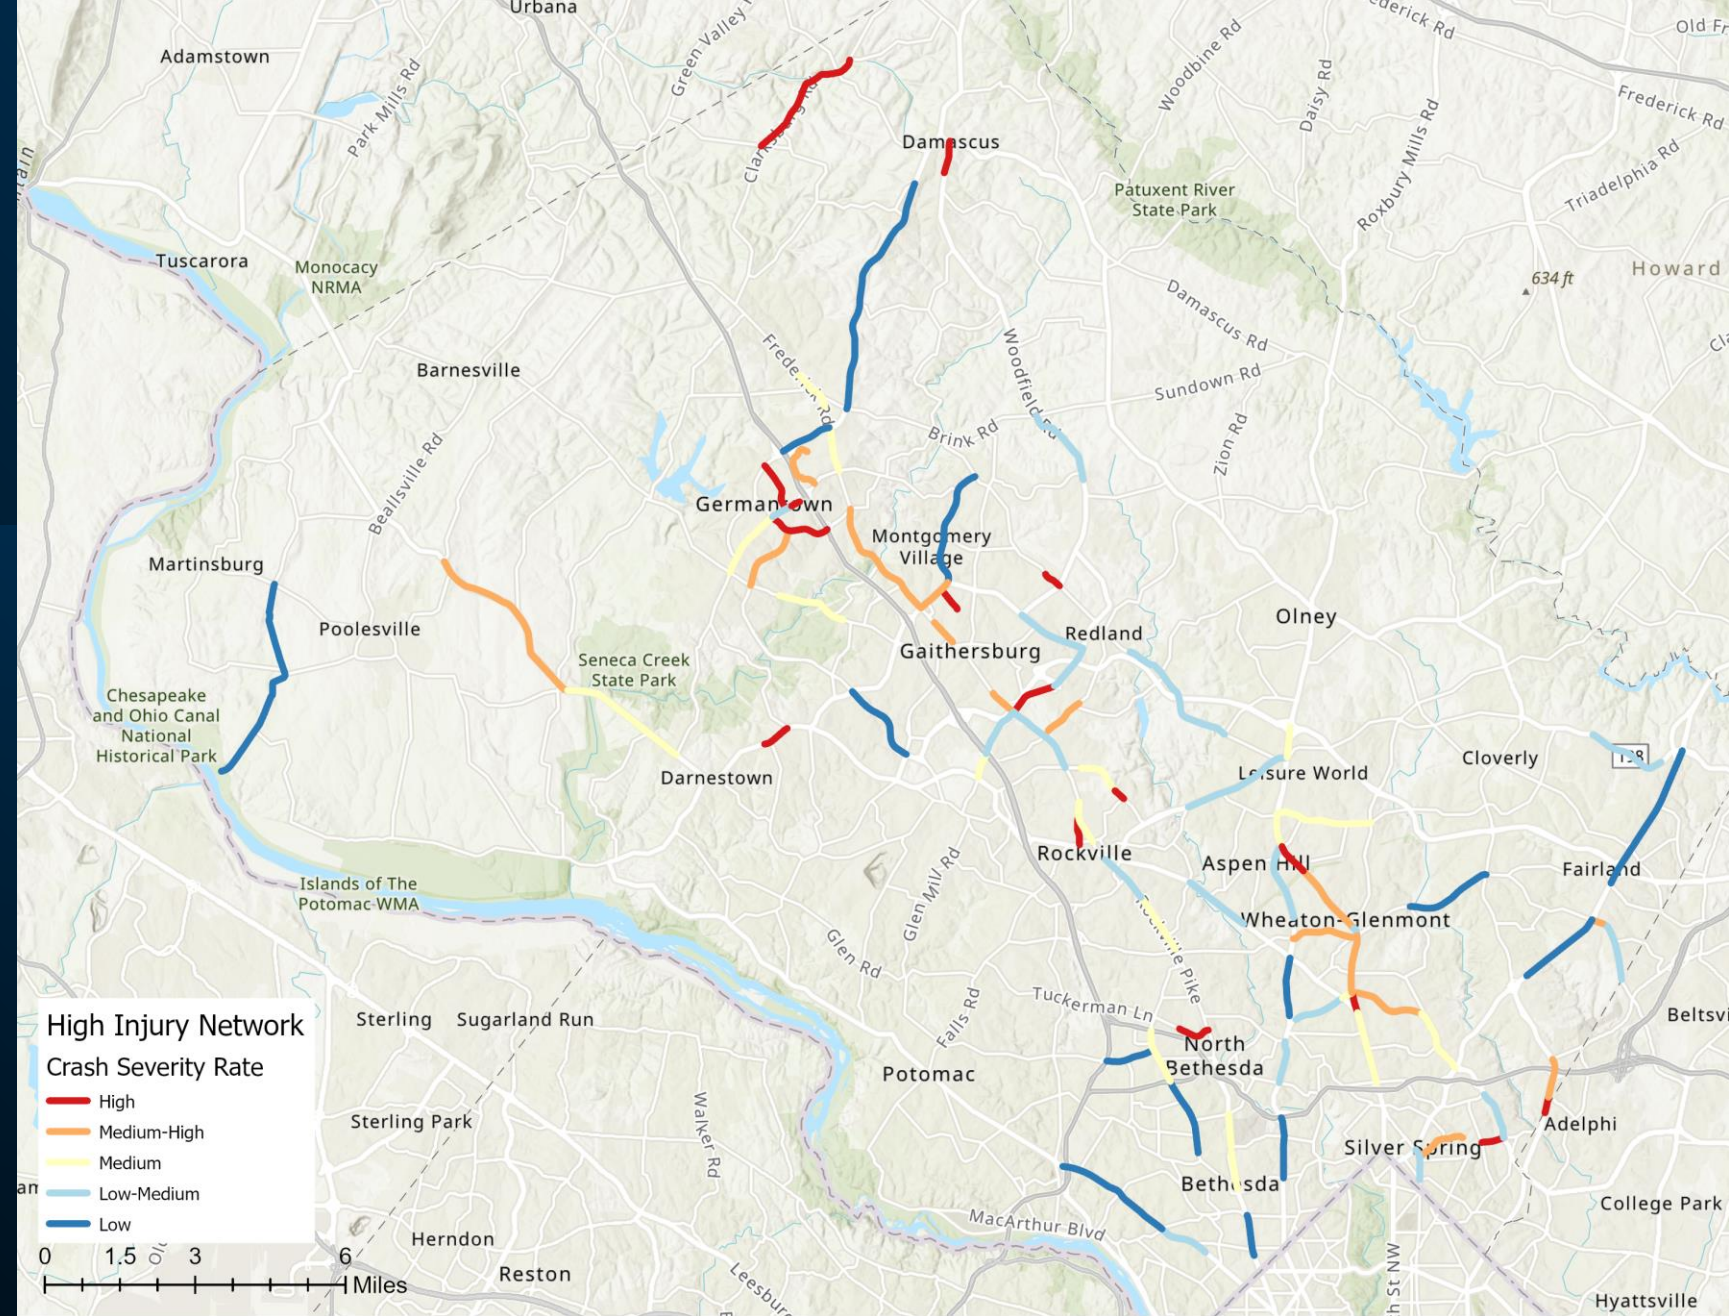 Urbana
Adamstown
Green Valley
Park Mills Rd
Woodbine Rd
Daisy Rd
Frederick Rd
Roxbury Mills Rd
Triadelphia Rd
Clarksburg Rd
Damascus
Patuxent River
State Park
Tuscarora
Monocacy
NRMA
634 ft
Howard
Damascus Rd
Barnesville
Frederick Rd
Woodfield Rd
Sundown Rd
Brink Rd
Zion Rd
Beallsville Rd
Germantown
Montgomery
Village
Martinsburg
Poolesville
Olney
Redland
Gaithersburg
Seneca Creek
State Park
Chesapeake
and Ohio Canal
National
Historical Park
Darnestown
Leisure World
Cloverly
198
Rockville
Aspen Hill
Fairland
Islands of The
Potomac WMA
Glen Mill Rd
Wheaton-Glenmont
Rockville Pike
Glen Rd
Falls Rd
Tuckerman Ln
Sterling
Sugarland Run
North
Bethesda
Potomac
Sterling Park
Walker Rd
Adelphi
Silver Spring
Bethesda
College Park
MacArthur Blvd
Herndon
Reston
Hyattsville
High Injury Network
Crash Severity Rate
High
Medium-High
Medium
Low-Medium
Low
0 1.5 3 6
Miles